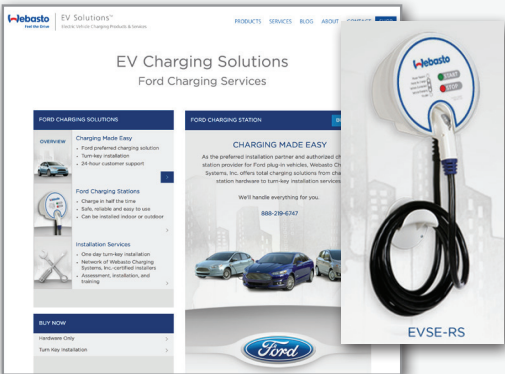 Webasto
Feel the Drive
EV Solutions™
Electric Vehicle Charging Products & Services
PRODUCTS SERVICES BLOG ABOUT CONTACT
EV Charging Solutions
Ford Charging Services
FORD CHARGING SOLUTIONS
OVERVIEW
Charging Made Easy
- Ford preferred charging solution
- Turn-key installation
- 24-hour customer support
Ford Charging Stations
- Charge in half the time
- Safe, reliable and easy to use
- Can be installed indoor or outdoor
Installation Services
- One day turn-key installation
- Network of Webasto Charging
Systems, Inc.-certified installers
- Assessment, installation, and
training
BUY NOW
Hardware Only
Turn Key Installation
FORD CHARGING STATION
CHARGING MADE EASY
As the preferred installation partner and authorized ch
station provider for Ford plug-in vehicles, Webasto Ch
Systems, Inc. offers total charging solutions from cha
station hardware to turn-key installation services
We'll handle everything for you.
888-219-6747
Ford
Webasto
START
STOP
EVSE-RS